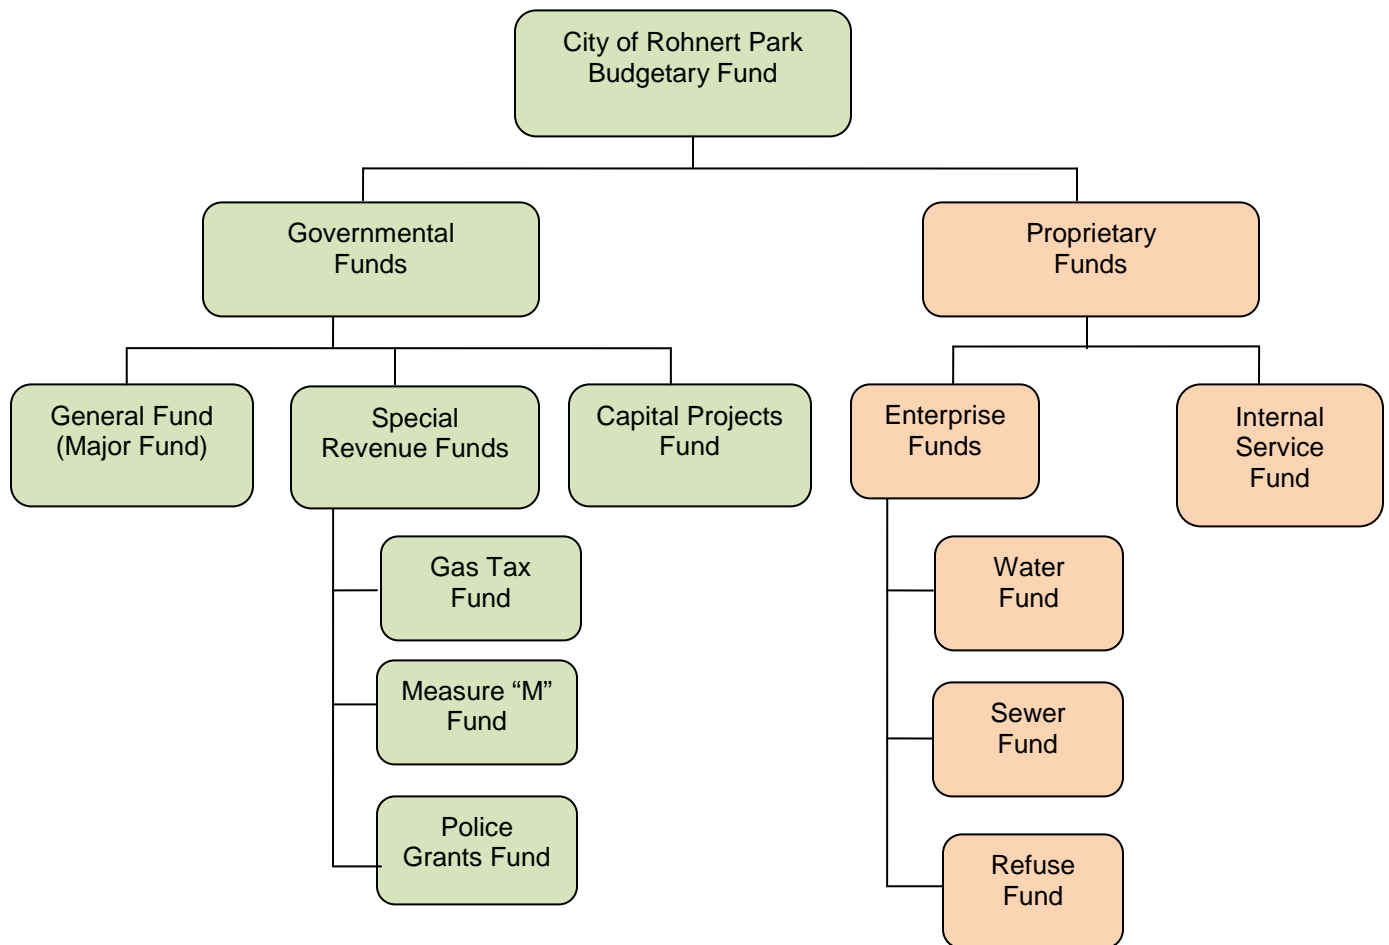 City of Rohnert Park
Budgetary Fund
Governmental
Funds
Proprietary
Funds
General Fund
(Major Fund)
Special
Revenue Funds
Capital Projects
Fund
Enterprise
Funds
Internal
Service
Fund
Gas Tax
Fund
Measure “M”
Fund
Police
Grants Fund
Water
Fund
Sewer
Fund
Refuse
Fund